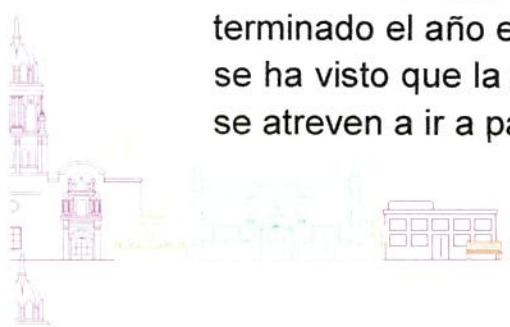 terminado el año e
se ha visto que la
se atreven a ir a pa